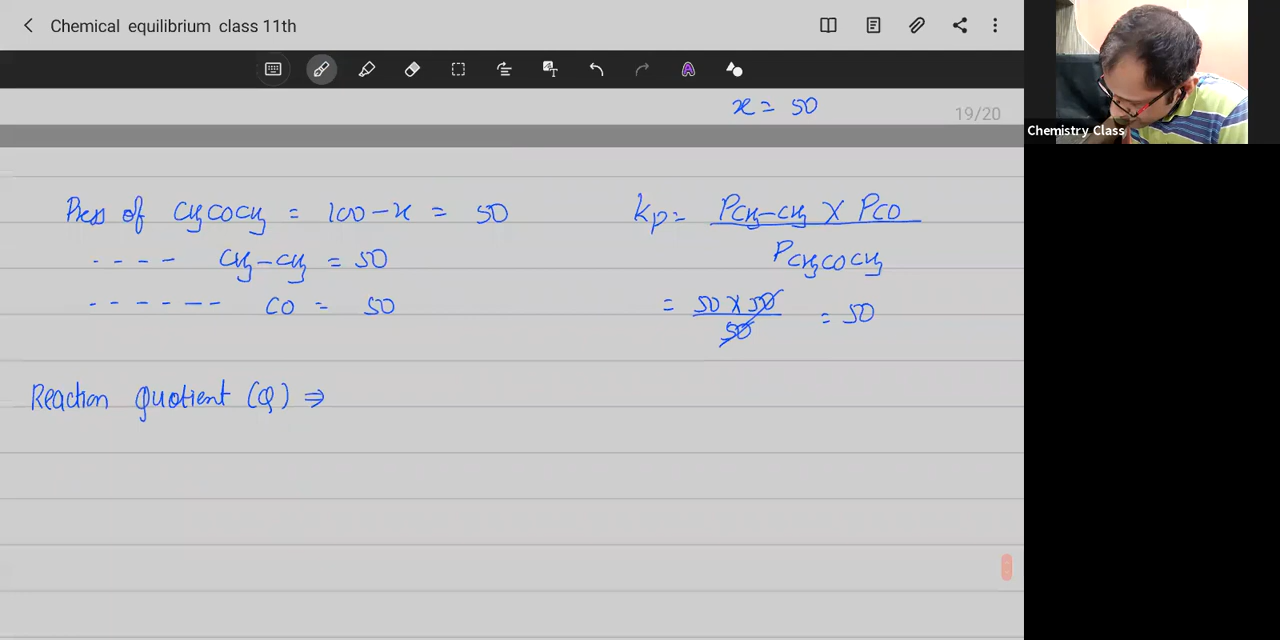 Chemical equilibrium class 11th
x = 50
19/20
Chemistry Class
Press of CH3COCH3 = 100 - x = 50
---- CH3-CH3 = 50
------ CO = 50
kp = PCH3-CH3 X PCO
PCH3COCH3
= 50 X 50
50
= 50
Reaction Quotient (Q) ⇒